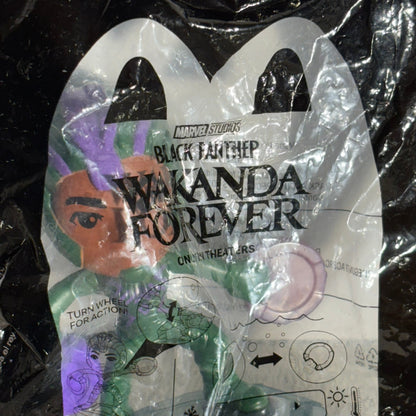 MARVEL STUDIOS
BLACK PANTHER
WAKANDA
FOREVER
ONLY IN THEATERS
TURN WHEEL
FOR ACTION!